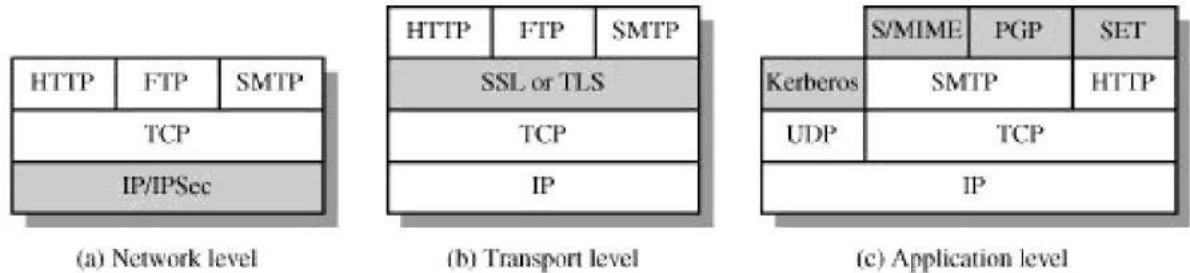 HTTP FTP SMTP
TCP
IP/IPSec
(a) Network level
HTTP FTP SMTP
SSL or TLS
TCP
IP
(b) Transport level
S/MIME PGP SET
Kerberos SMTP HTTP
UDP TCP
IP
(c) Application level